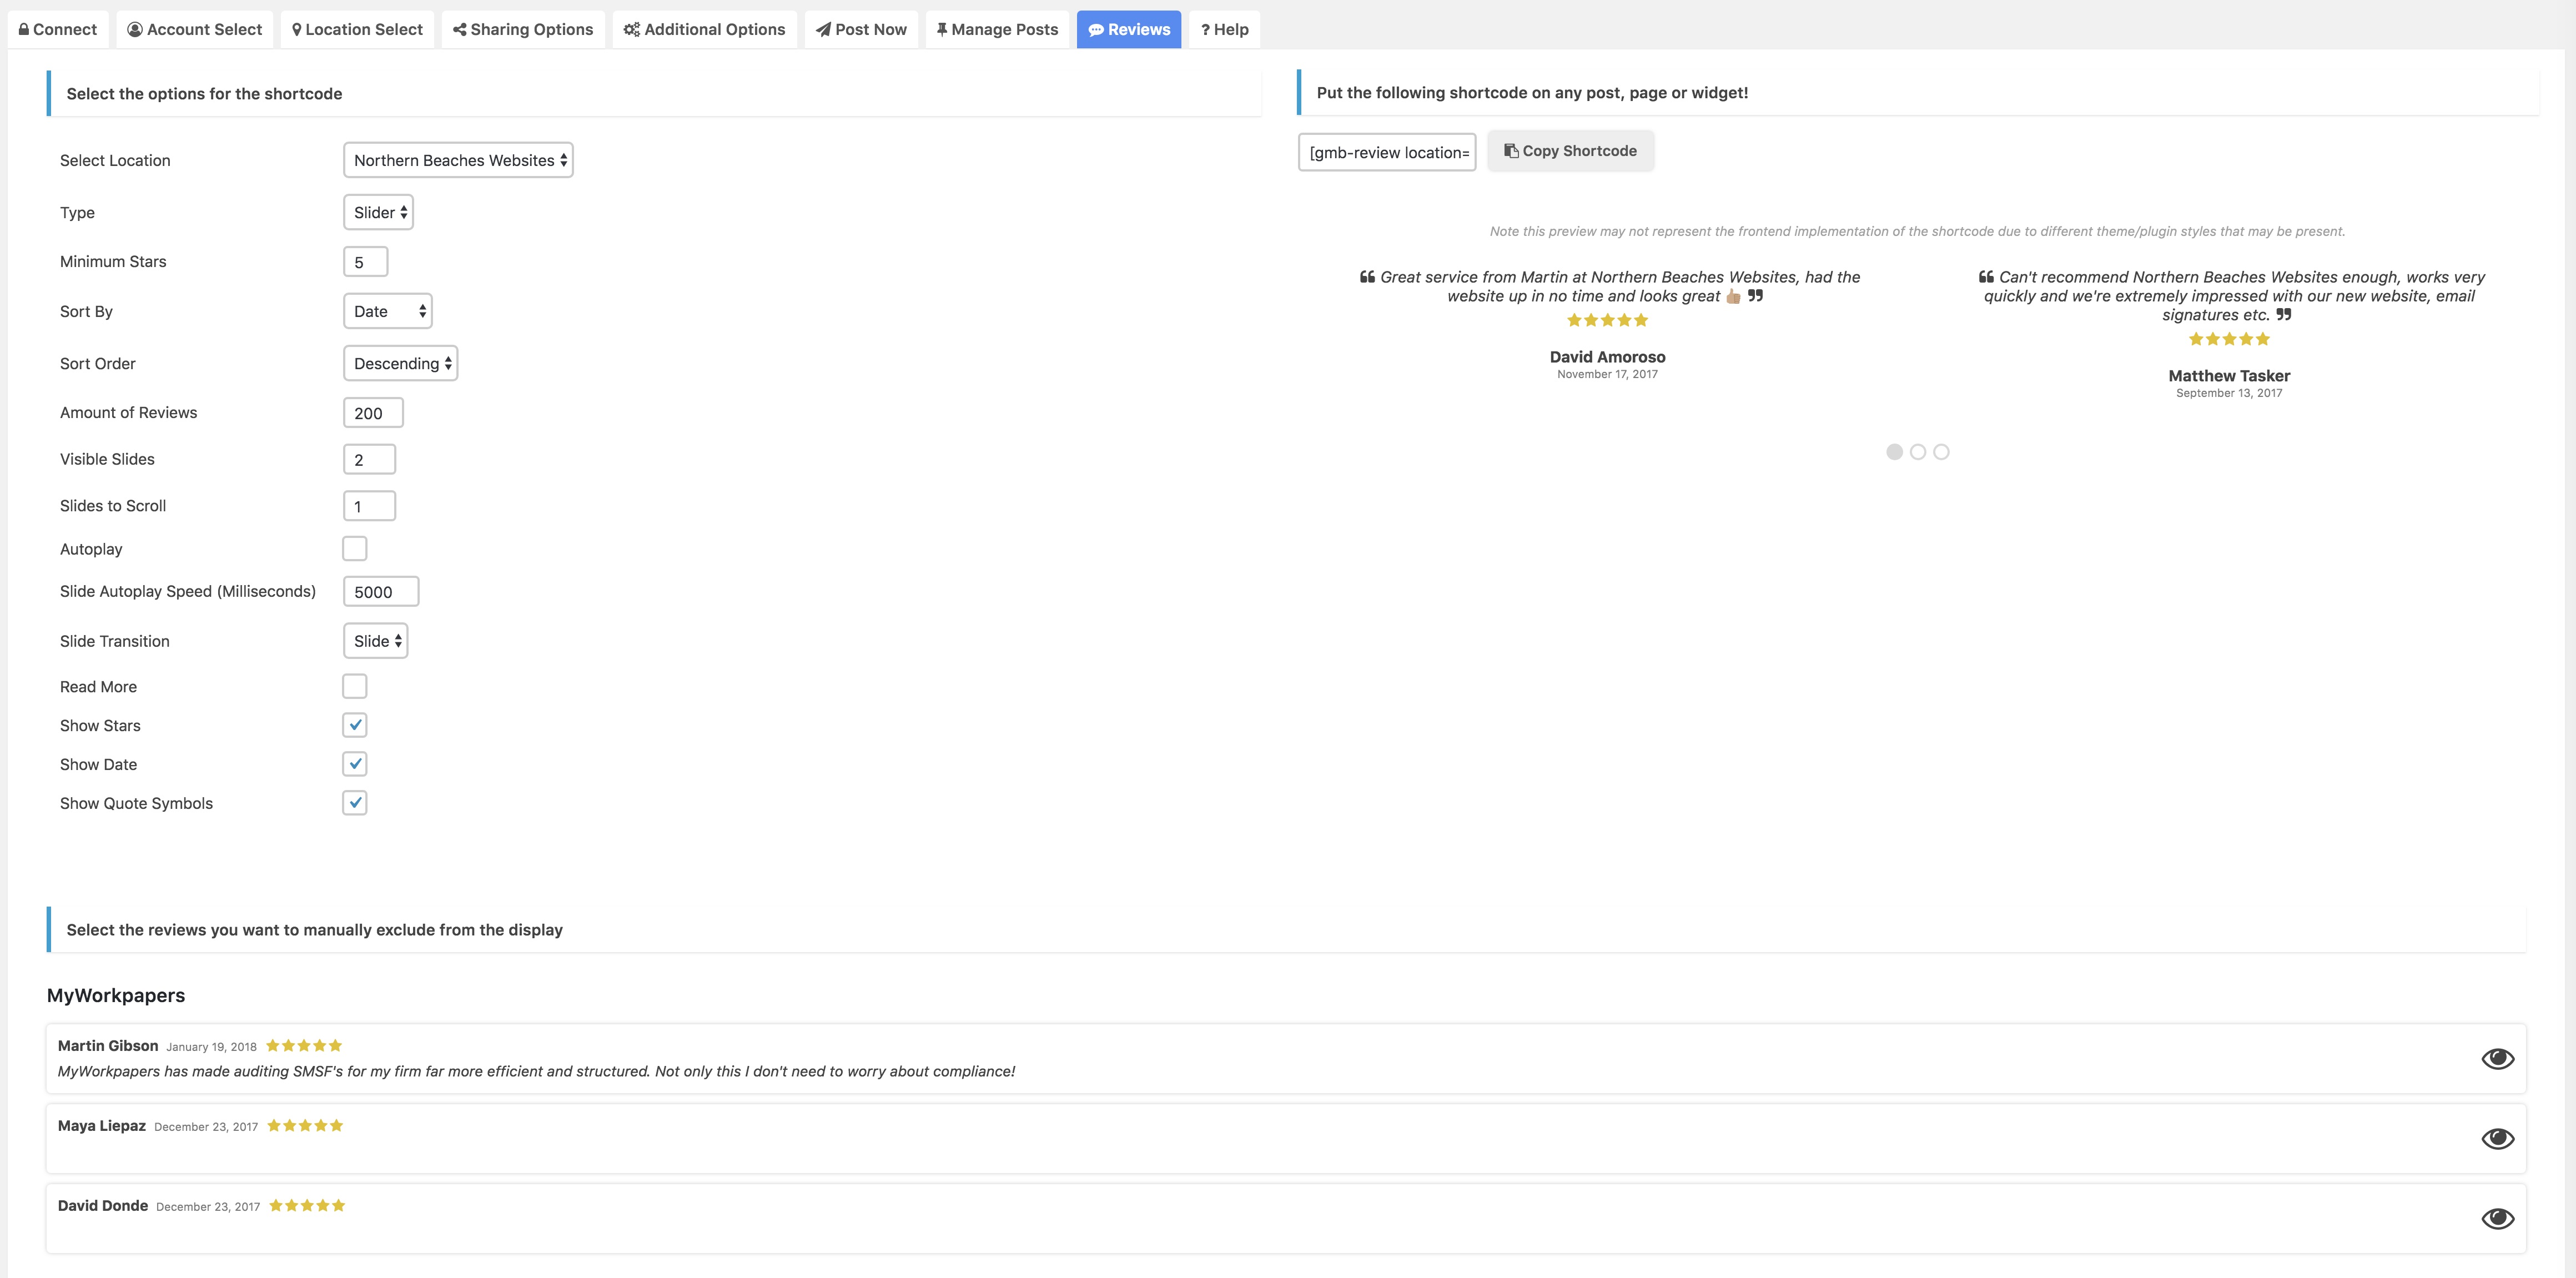 Connect
Account Select
Location Select
Sharing Options
Additional Options
Post Now
Manage Posts
Reviews
? Help
Select the options for the shortcode
Select Location
Northern Beaches Websites
Type
Slider
Minimum Stars
5
Sort By
Date
Sort Order
Descending
Amount of Reviews
200
Visible Slides
2
Slides to Scroll
1
Autoplay
Slide Autoplay Speed (Milliseconds)
5000
Slide Transition
Slide
Read More
Show Stars
Show Date
Show Quote Symbols
Put the following shortcode on any post, page or widget!
[gmb-review location=
Copy Shortcode
Note this preview may not represent the frontend implementation of the shortcode due to different theme/plugin styles that may be present.
❝ Great service from Martin at Northern Beaches Websites, had the
website up in no time and looks great 👍🏽 ❞
David Amoroso
November 17, 2017
❝ Can't recommend Northern Beaches Websites enough, works very
quickly and we're extremely impressed with our new website, email
signatures etc. ❞
Matthew Tasker
September 13, 2017
Select the reviews you want to manually exclude from the display
MyWorkpapers
Martin Gibson January 19, 2018
MyWorkpapers has made auditing SMSF's for my firm far more efficient and structured. Not only this I don't need to worry about compliance!
Maya Liepaz December 23, 2017
David Donde December 23, 2017